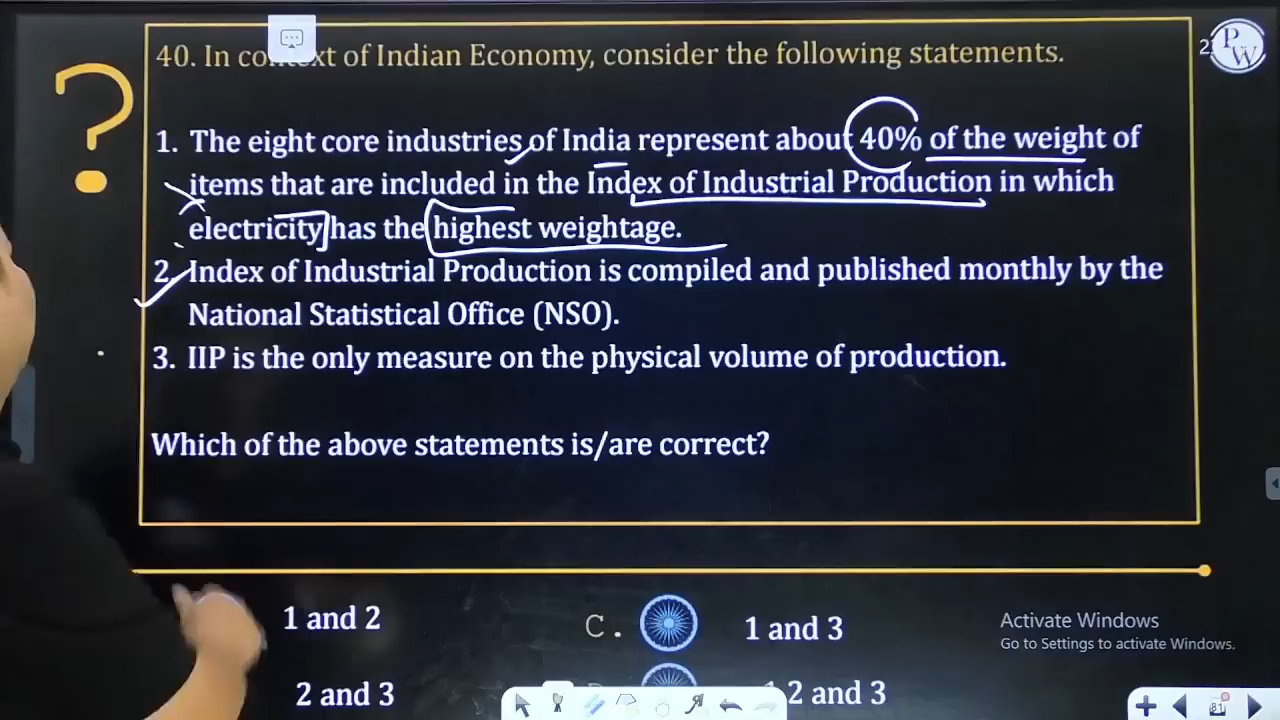 40. In co xt of Indian Economy, consider the following statements.
1. The eight core industries of India represent about 40% of the weight of
items that are included in the Index of Industrial Production in which
electricity has the highest weightage.
2. Index of Industrial Production is compiled and published monthly by the
National Statistical Office (NSO).
3. IIP is the only measure on the physical volume of production.
Which of the above statements is/are correct?
1 and 2
C. 1 and 3
2 and 3
2 and 3
Activate Windows
Go to Settings to activate Windows.
PW
81